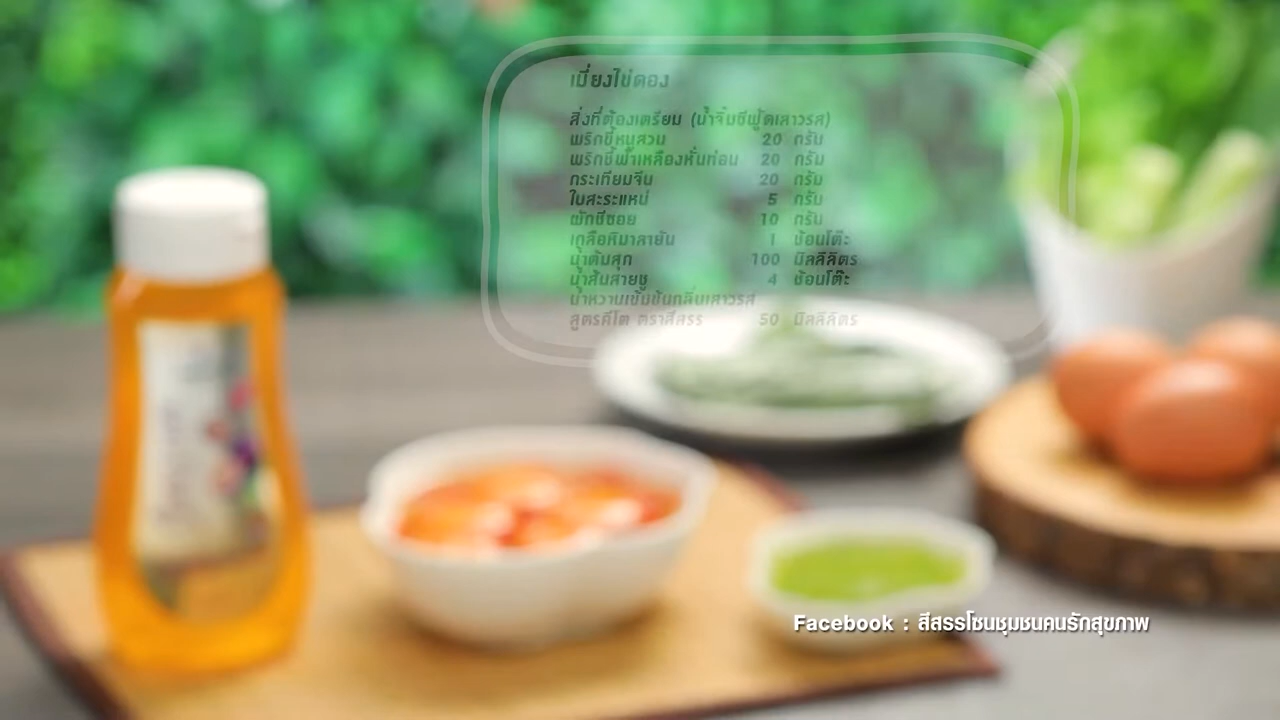 เมี่ยงไข่ดอง
สิ่งที่ต้องเตรียม (น้ำจิ้มซีฟู้ดเสาวรส)
พริกขี้หนูสวน 20 กรัม
พริกชี้ฟ้าเหลืองหั่นท่อน 20 กรัม
กระเทียมจีน 20 กรัม
ใบสะระแหน่ 5 กรัม
ผักชีซอย 10 กรัม
เกลือหิมาลายัน 1 ช้อนโต๊ะ
น้ำต้มสุก 100 มิลลิลิตร
น้ำส้มสายชู 4 ช้อนโต๊ะ
น้ำหวานเข้มข้นกลิ่นเสาวรส
สูตรคีโต ตราสีสรร 50 มิลลิลิตร
Facebook : สีสรรโซนชุมชนคนรักสุขภาพ